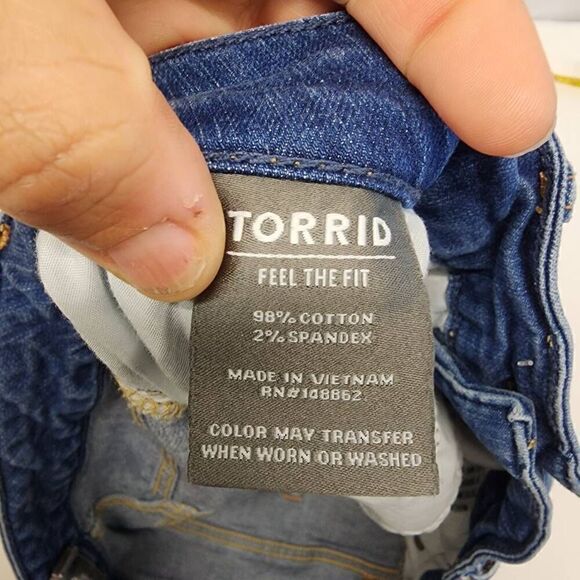 TORRID
FEEL THE FIT
98% COTTON
2% SPANDEX
MADE IN VIETNAM
RN#148862
COLOR MAY TRANSFER
WHEN WORN OR WASHED